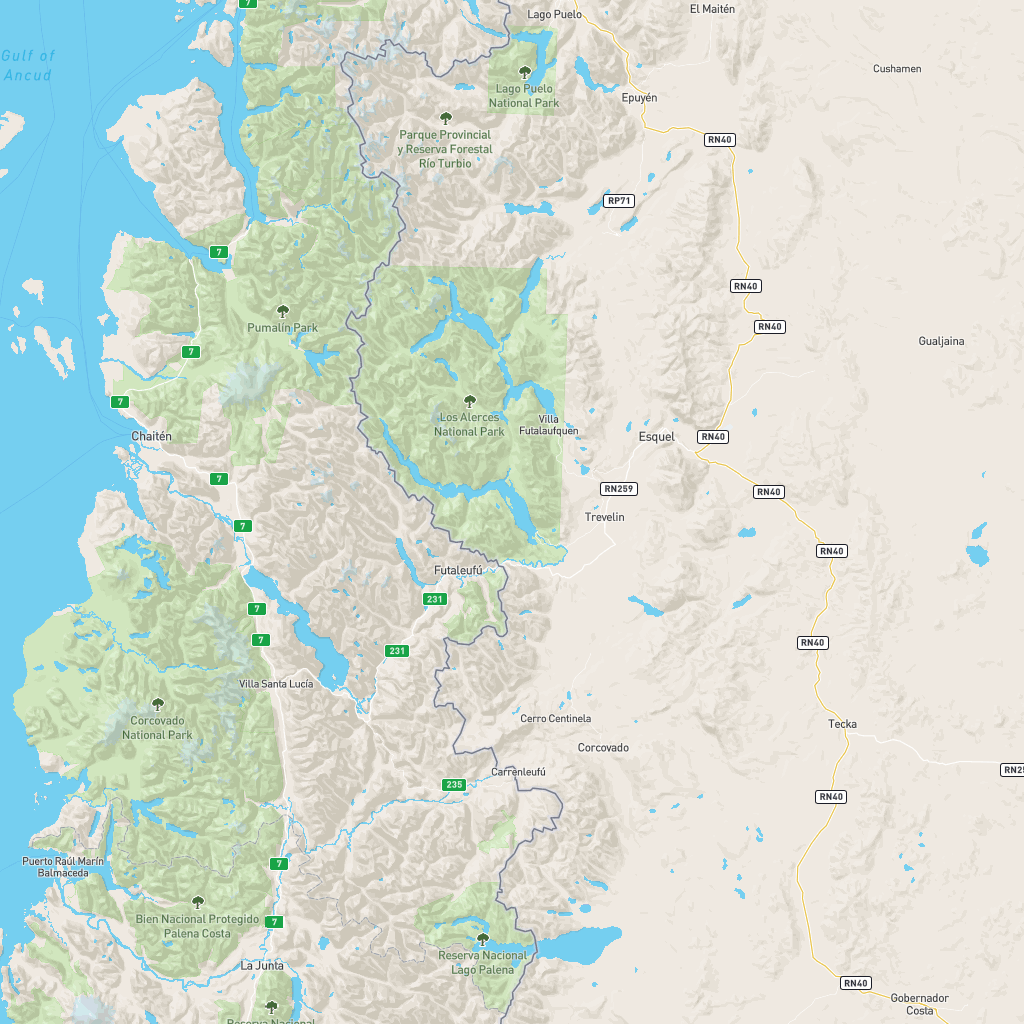 7
Lago Puelo
El Maitén
Gulf of
Ancud
Cushamen
Lago Puelo
National Park
Epuyén
Parque Provincial
y Reserva Forestal
Río Turbio
RN40
RP71
7
RN40
Pumalín Park
RN40
Gualjaina
7
7
Los Alerces
National Park
Villa
Futalaufquen
Chaitén
Esquel
RN40
7
RN259
RN40
Trevelin
7
RN40
Futaleufú
231
7
7
231
RN40
Villa Santa Lucía
Corcovado
National Park
Cerro Centinela
Tecka
Corcovado
Carrenleufú
RN25
235
RN40
Puerto Raúl Marín
Balmaceda
7
Bien Nacional Protegido
Palena Costa
7
Reserva Nacional
Lago Palena
La Junta
RN40
Gobernador
Costa
Reserva Nacional